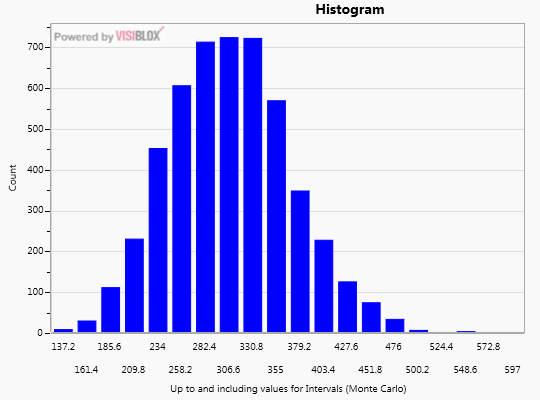 Histogram
Powered by VISIBLOX
700
600
500
400
300
200
100
0
Count
137.2 185.6 234 282.4 330.8 379.2 427.6 476 524.4 572.8
161.4 209.8 258.2 306.6 355 403.4 451.8 500.2 548.6 597
Up to and including values for Intervals (Monte Carlo)